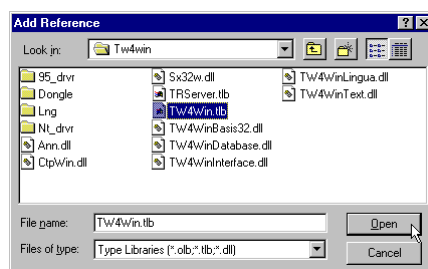 Add Reference
Look in: Tw4win
95_drvr
Dongle
Lng
Nt_drvr
Ann.dll
CtpWin.dll
Sx32w.dll
TRServer.tlb
TW4Win.tlb
TW4WinBasis32.dll
TW4WinDatabase.dll
TW4WinInterface.dll
TW4WinLingua.dll
TW4WinText.dll
File name: TW4Win.tlb
Open
Files of type: Type Libraries (*.olb;*.tlb;*.dll)
Cancel